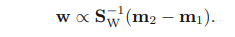 w ∝ S_W^{-1}(m_2 − m_1).